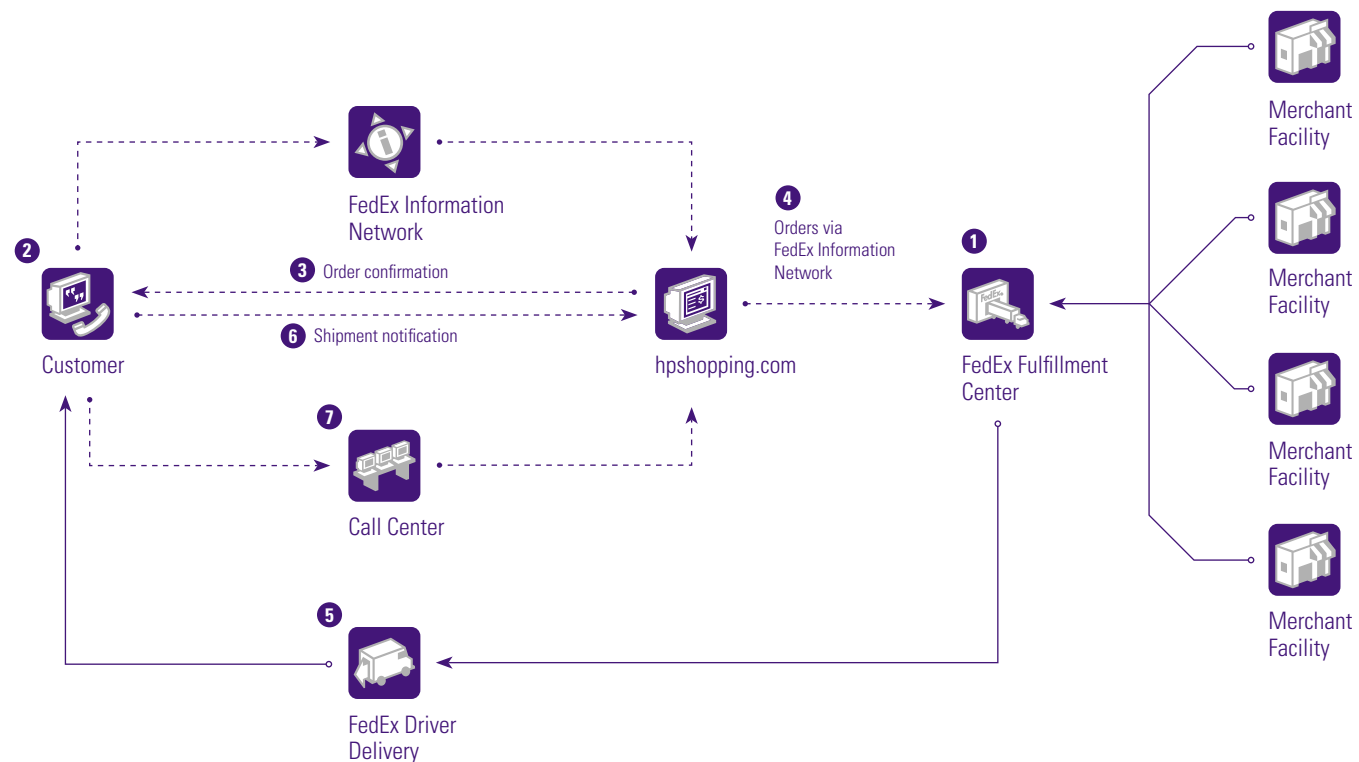 Merchant
Facility
FedEx Information
Network
4
Orders via
FedEx Information
Network
1
2
3 Order confirmation
Merchant
Facility
FedEx®
6 Shipment notification
Customer
hpshopping.com
FedEx Fulfillment
Center
7
Merchant
Facility
Call Center
5
Merchant
Facility
FedEx Driver
Delivery